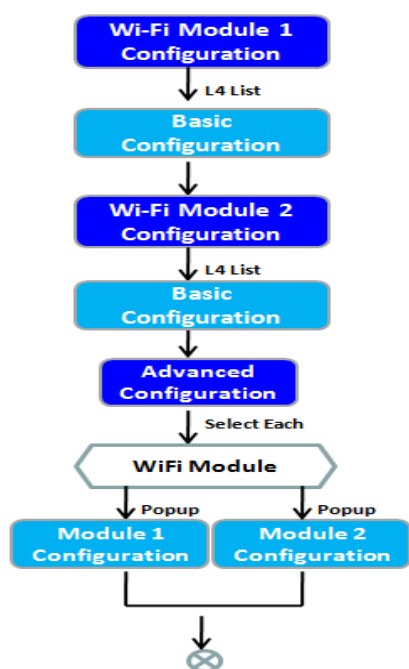 Wi-Fi Module 1
Configuration
L4 List
Basic
Configuration
Wi-Fi Module 2
Configuration
L4 List
Basic
Configuration
Advanced
Configuration
Select Each
WiFi Module
Popup
Popup
Module 1
Configuration
Module 2
Configuration